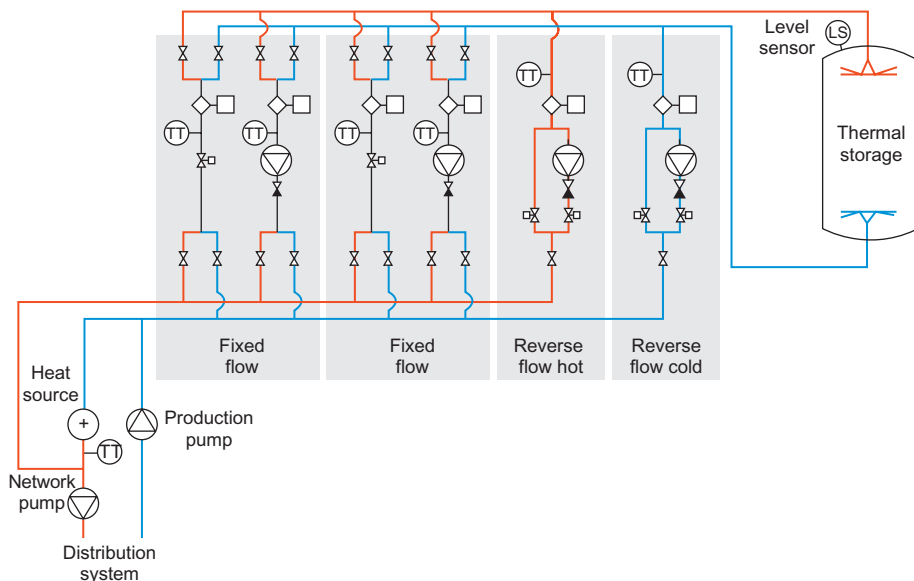 Level
sensor
LS
TT
TT
Thermal
storage
TT
TT
TT
TT
Fixed
flow
Fixed
flow
Reverse
flow hot
Reverse
flow cold
Heat
source
+
Production
pump
TT
Network
pump
Distribution
system